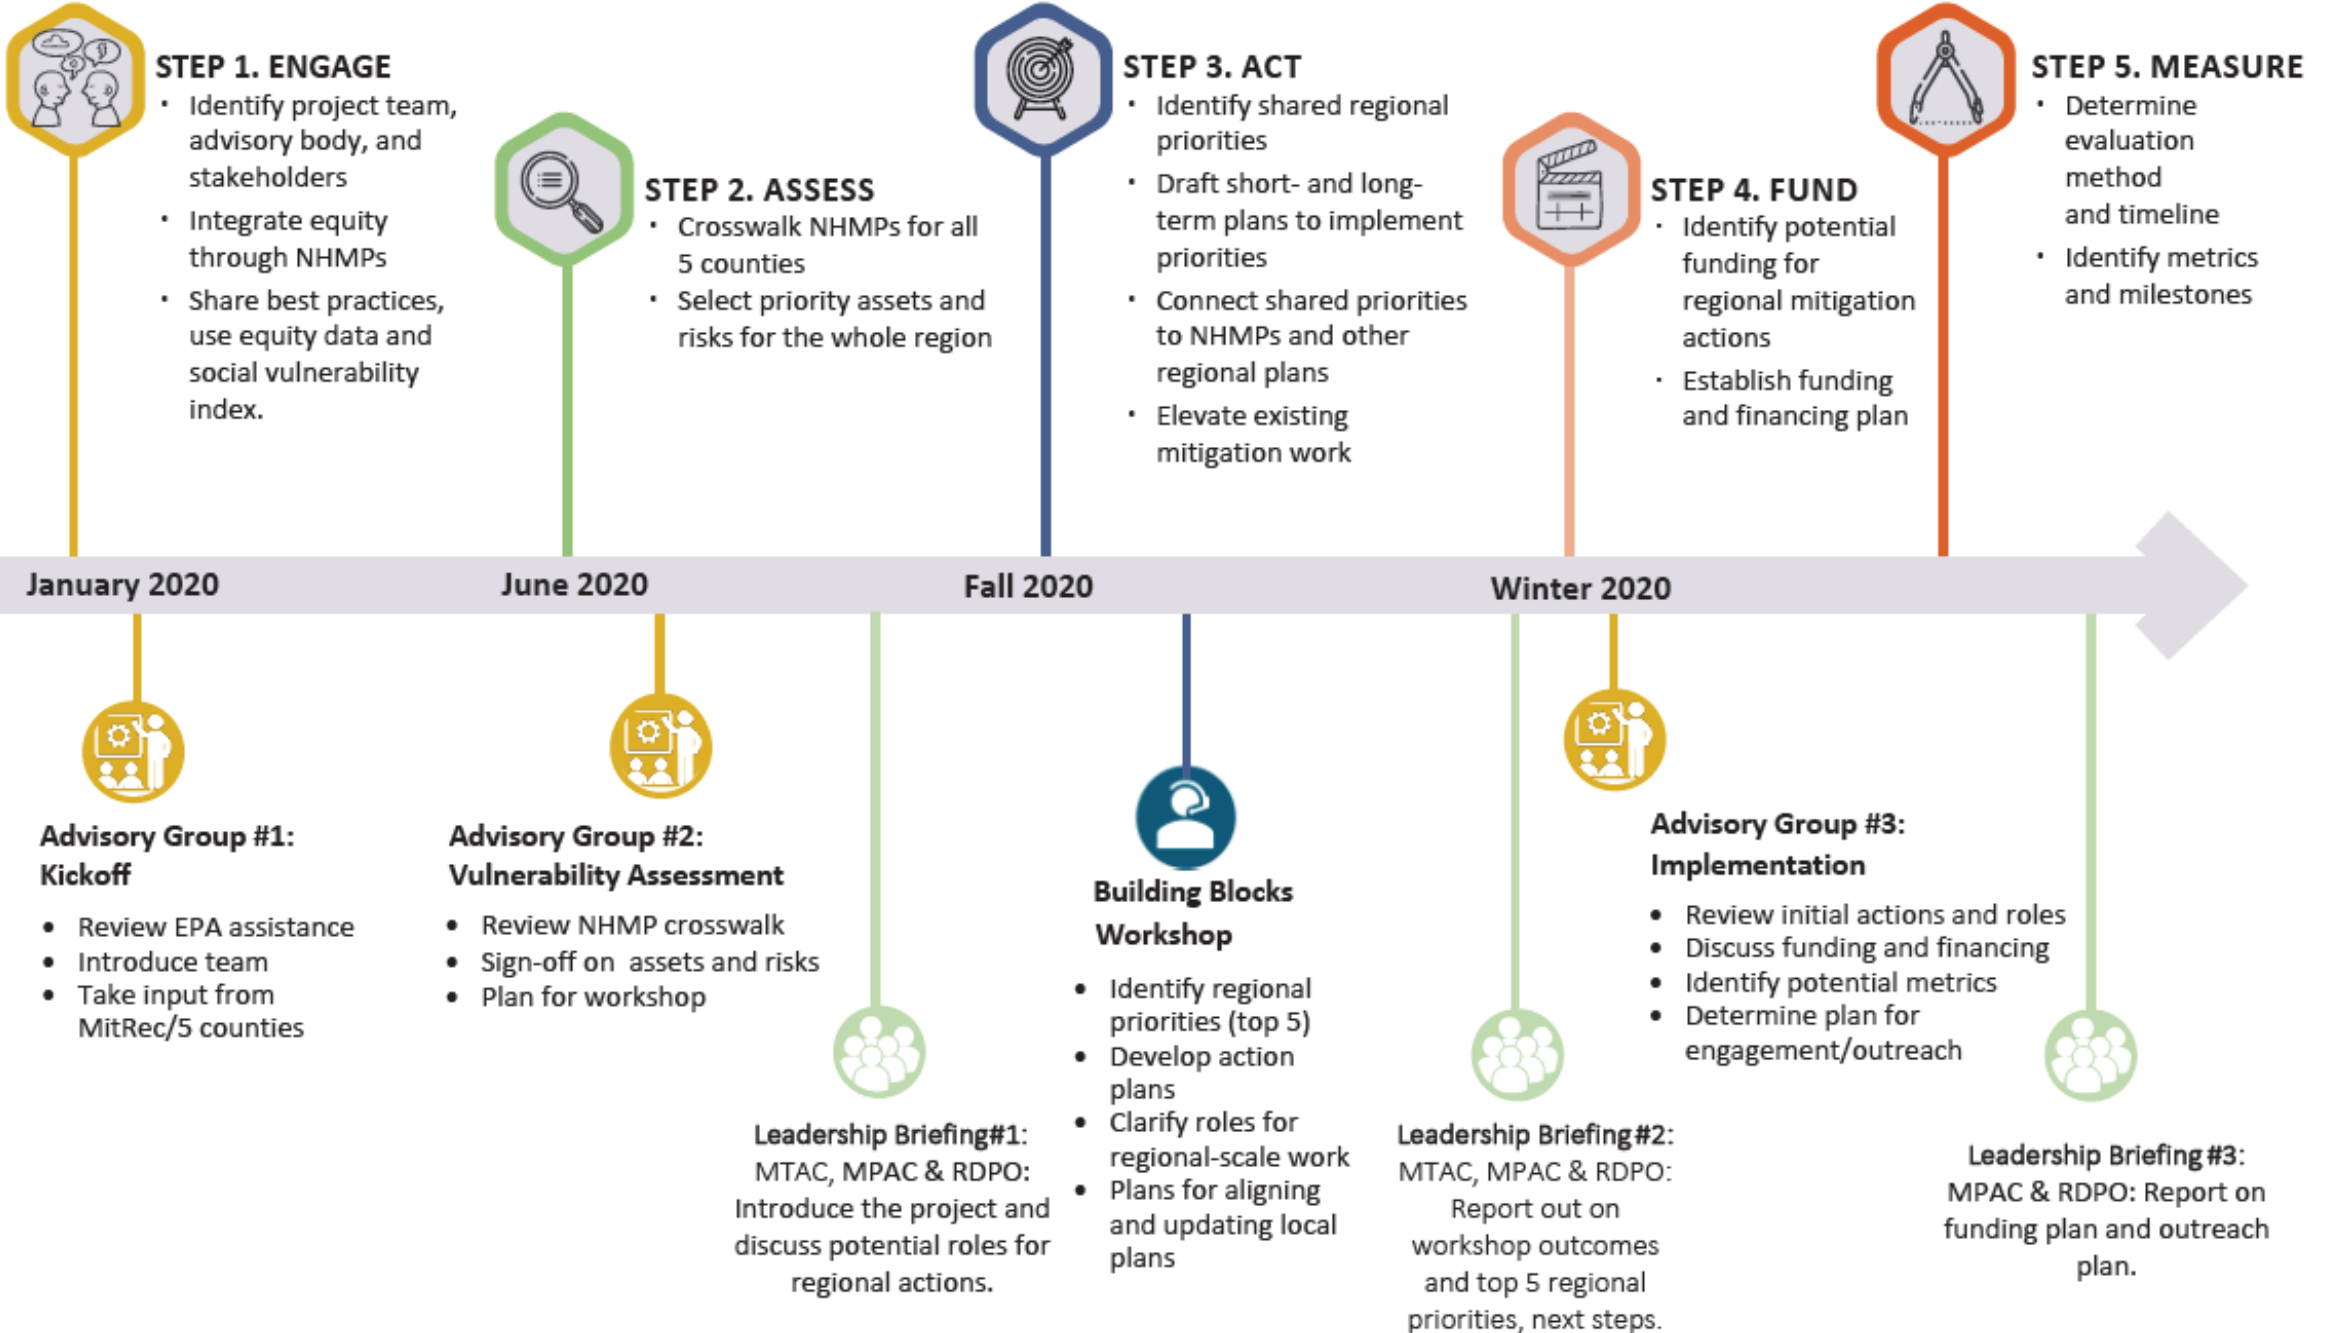 STEP 1. ENGAGE
· Identify project team,
advisory body, and
stakeholders
· Integrate equity
through NHMPs
· Share best practices,
use equity data and
social vulnerability
index.
STEP 2. ASSESS
· Crosswalk NHMPs for all
5 counties
· Select priority assets and
risks for the whole region
STEP 3. ACT
· Identify shared regional
priorities
· Draft short- and long-
term plans to implement
priorities
· Connect shared priorities
to NHMPs and other
regional plans
· Elevate existing
mitigation work
STEP 4. FUND
· Identify potential
funding for
regional mitigation
actions
· Establish funding
and financing plan
STEP 5. MEASURE
· Determine
evaluation
method
and timeline
· Identify metrics
and milestones
January 2020
June 2020
Fall 2020
Winter 2020
Advisory Group #1:
Kickoff
• Review EPA assistance
• Introduce team
• Take input from
MitRec/5 counties
Advisory Group #2:
Vulnerability Assessment
• Review NHMP crosswalk
• Sign-off on assets and risks
• Plan for workshop
Leadership Briefing#1:
MTAC, MPAC & RDPO:
Introduce the project and
discuss potential roles for
regional actions.
Building Blocks
Workshop
• Identify regional
priorities (top 5)
• Develop action
plans
• Clarify roles for
regional-scale work
• Plans for aligning
and updating local
plans
Leadership Briefing#2:
MTAC, MPAC & RDPO:
Report out on
workshop outcomes
and top 5 regional
priorities, next steps.
Advisory Group #3:
Implementation
• Review initial actions and roles
• Discuss funding and financing
• Identify potential metrics
• Determine plan for
engagement/outreach
Leadership Briefing #3:
MPAC & RDPO: Report on
funding plan and outreach
plan.